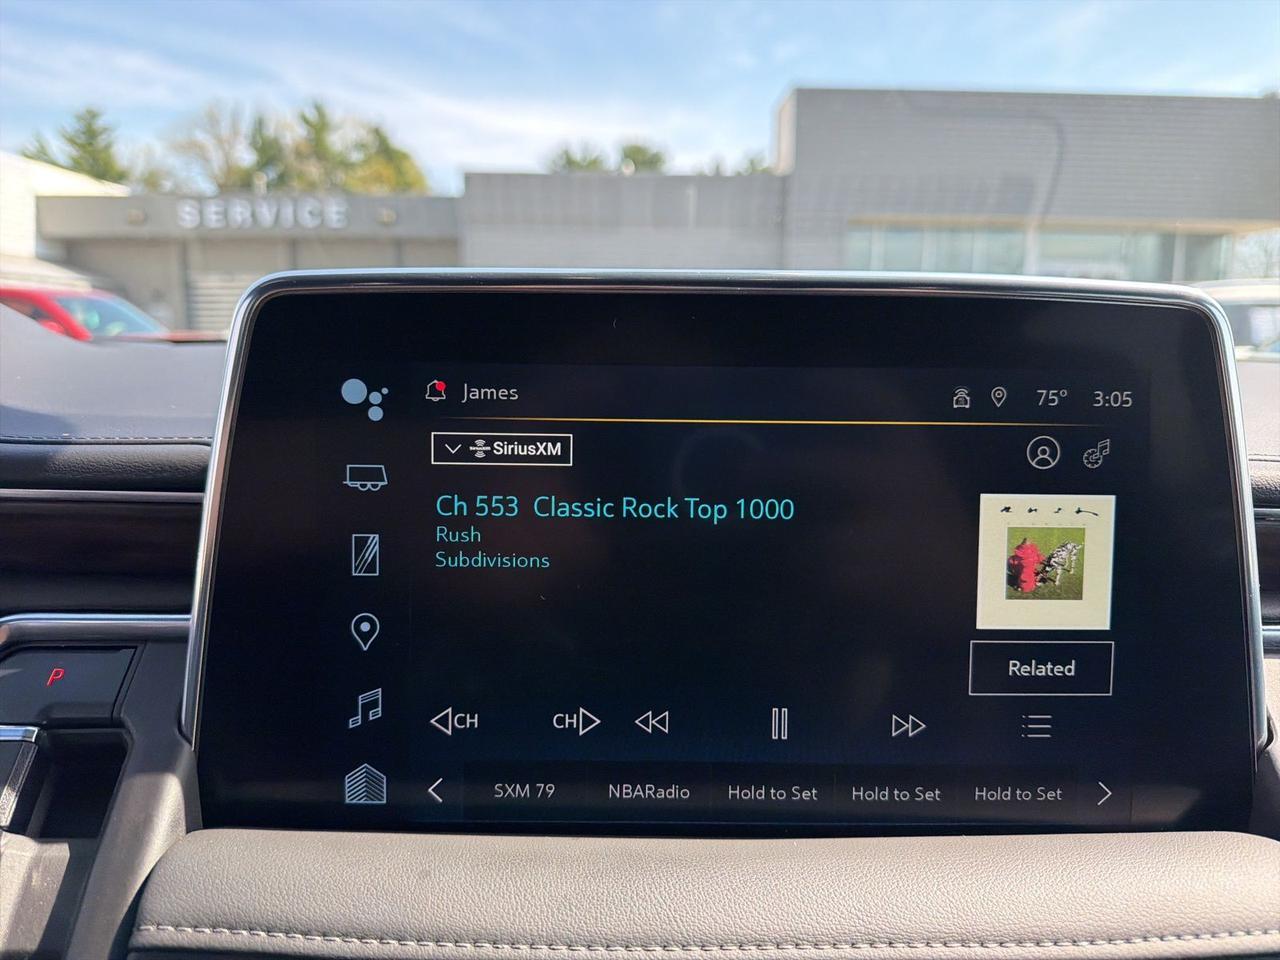 SERVICE
James
75° 3:05
SiriusXM
Ch 553 Classic Rock Top 1000
Rush
Subdivisions
Related
CH CH
SXM 79 NBARadio Hold to Set Hold to Set Hold to Set
P